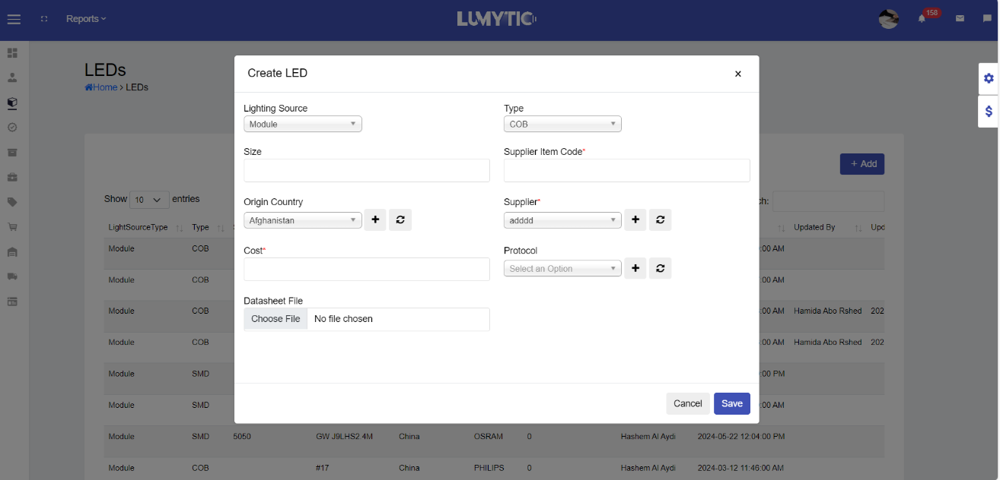 Reports
LUMYTIC
158
LEDs
Home > LEDs
+ Add
Show 10 entries
ch:
LightSourceType Type Updated By Upd
Module COB :00 AM
Module COB :00 AM
Module COB :00 AM Hamida Abo Rshed 202
Module COB :00 AM Hamida Abo Rshed 202
Module SMD :00 PM
Module SMD :00 AM
Module SMD 5050 GW J9LHS2.4M China OSRAM 0 Hashem Al Aydi 2024-05-22 12:04:00 PM
Module COB #17 China PHILIPS 0 Hashem Al Aydi 2024-03-12 11:46:00 AM
Create LED
×
Lighting Source Type
Module COB
Size Supplier Item Code*
Origin Country Supplier*
Afghanistan + adddd +
Cost* Protocol
Select an Option +
Datasheet File
Choose File No file chosen
Cancel Save
$